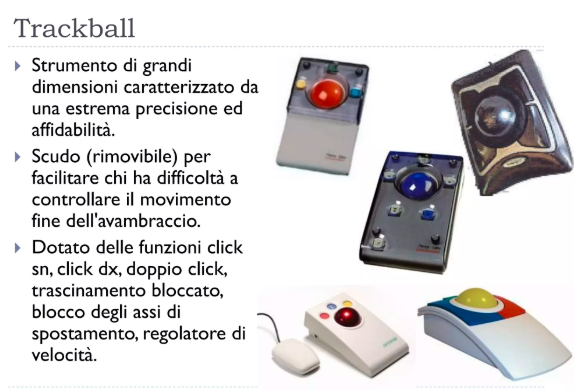 Trackball
Strumento di grandi
dimensioni caratterizzato da
una estrema precisione ed
affidabilità.
Scudo (rimovibile) per
facilitare chi ha difficoltà a
controllare il movimento
fine dell'avambraccio.
Dotato delle funzioni click
sn, click dx, doppio click,
trascinamento bloccato,
blocco degli assi di
spostamento, regolatore di
velocità.